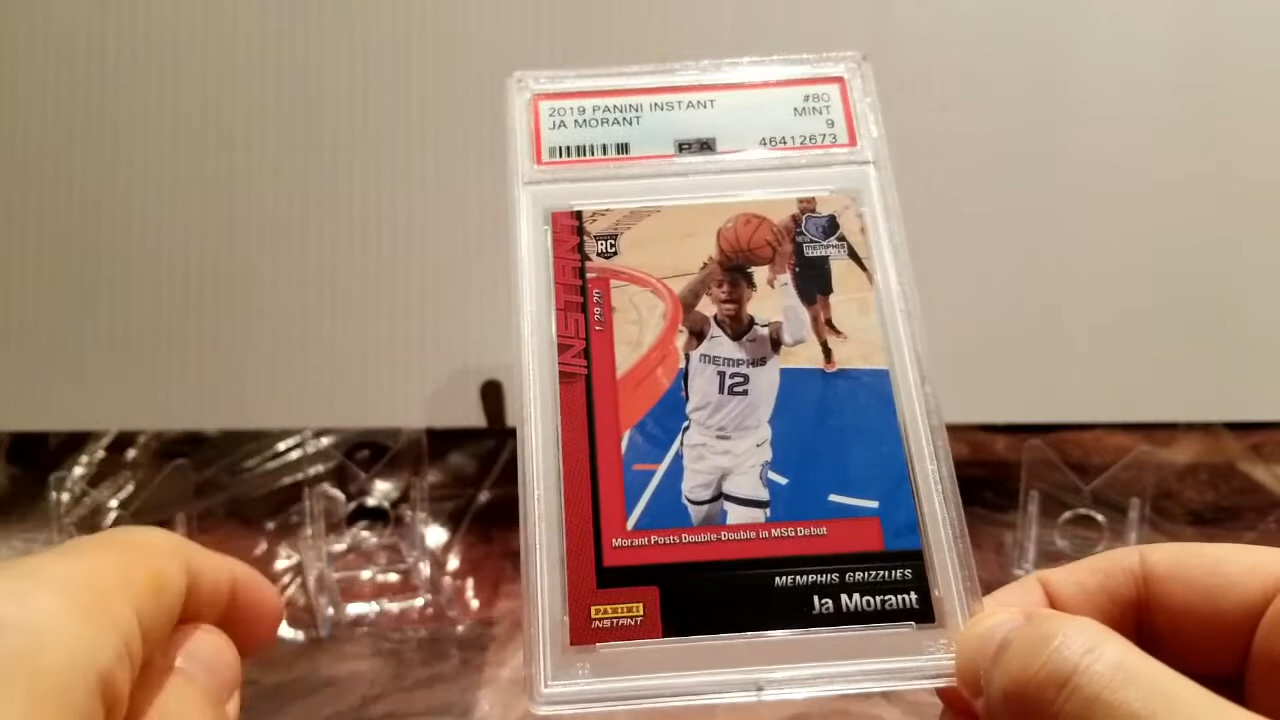 2019 PANINI INSTANT #80
JA MORANT MINT
9
46412673
INSTANT
RC
1.29.20
MEMPHIS
GRIZZLIES
MEMPHIS
12
Morant Posts Double-Double in MSG Debut
MEMPHIS GRIZZLIES
Ja Morant
PANINI
INSTANT